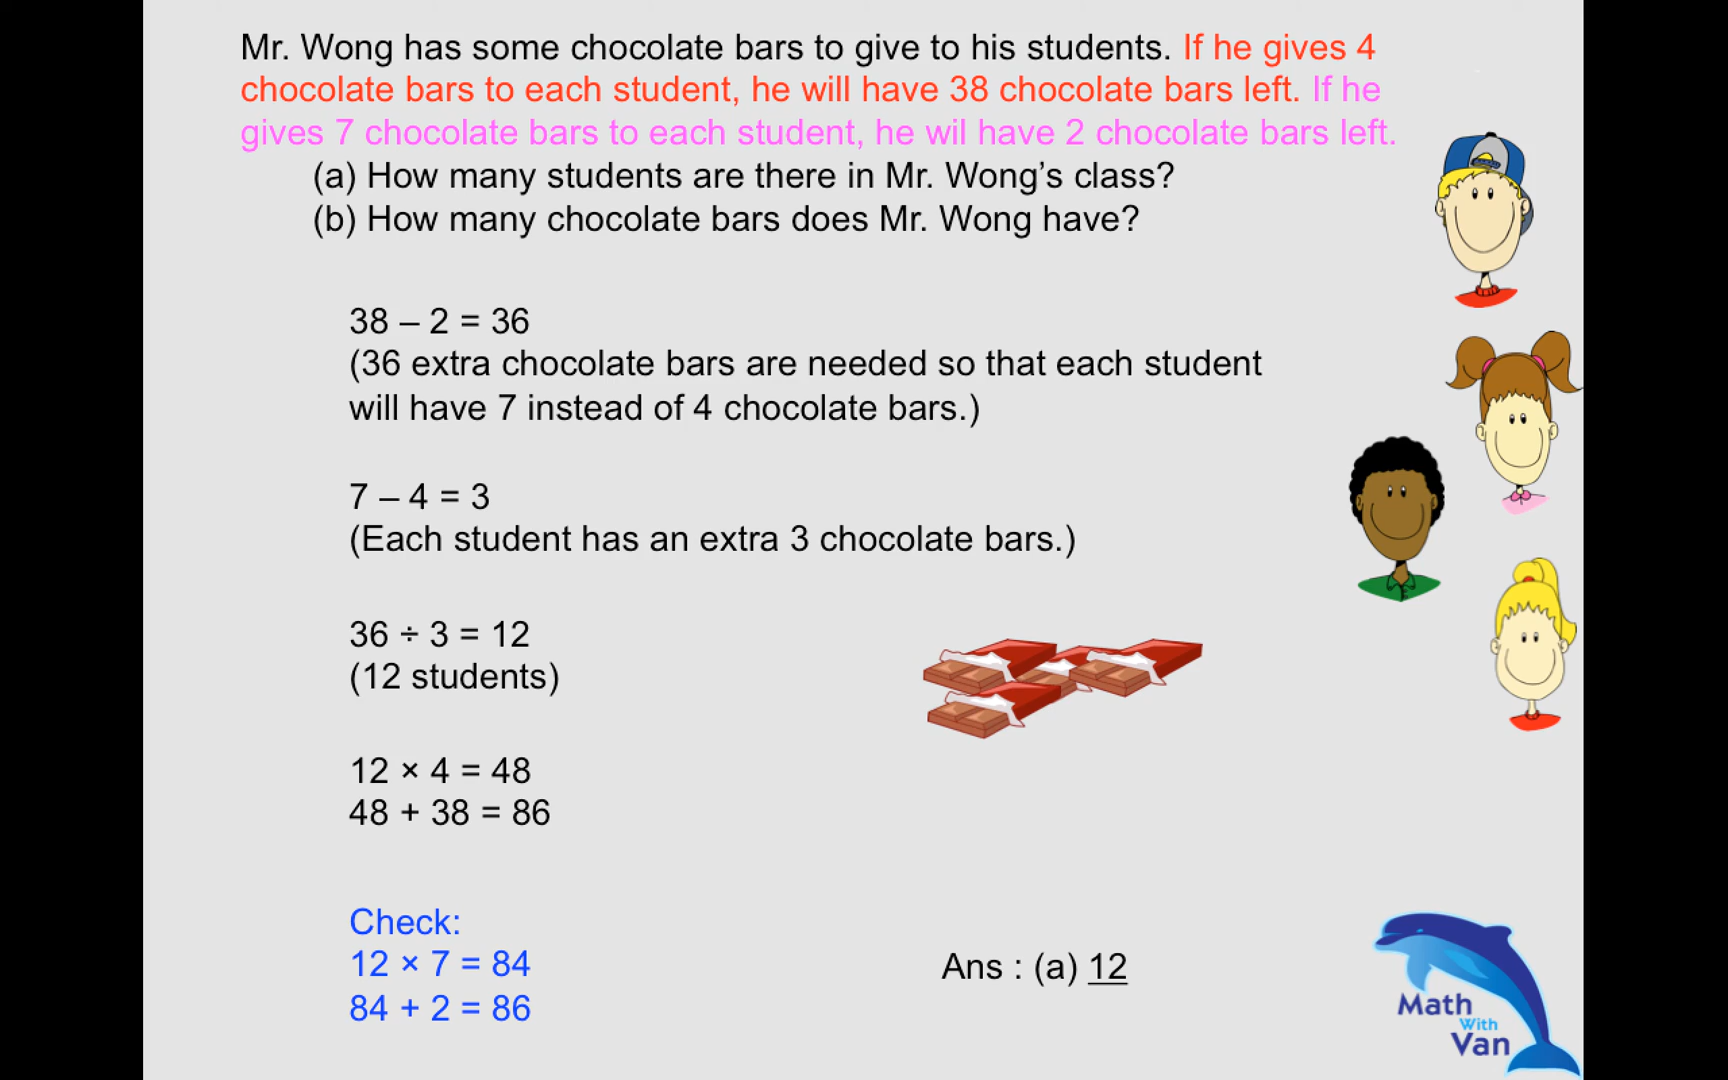 Mr. Wong has some chocolate bars to give to his students. If he gives 4
chocolate bars to each student, he will have 38 chocolate bars left. If he
gives 7 chocolate bars to each student, he wil have 2 chocolate bars left.
(a) How many students are there in Mr. Wong’s class?
(b) How many chocolate bars does Mr. Wong have?
38 – 2 = 36
(36 extra chocolate bars are needed so that each student
will have 7 instead of 4 chocolate bars.)
7 – 4 = 3
(Each student has an extra 3 chocolate bars.)
36 ÷ 3 = 12
(12 students)
12 × 4 = 48
48 + 38 = 86
Check:
12 × 7 = 84
84 + 2 = 86
Ans : (a) 12
Math
With
Van